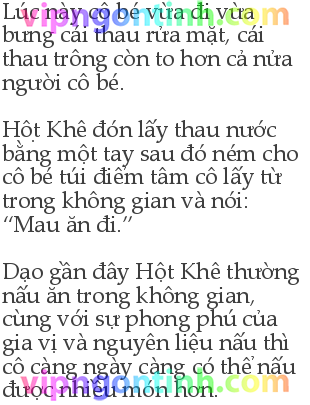 Lúc này cô bé vừa đi vừa
bưng cái thau rửa mặt, cái
thau trông còn to hơn cả nửa
người cô bé.
Hột Khê đón lấy thau nước
bằng một tay sau đó ném cho
cô bé túi điểm tâm cô lấy từ
trong không gian và nói:
“Mau ăn đi.”
Dạo gần đây Hột Khê thường
nấu ăn trong không gian,
cùng với sự phong phú của
gia vị và nguyên liệu nấu thì
cô càng ngày càng có thể nấu
được nhiều món hơn.
vipngontinh.com
vipngontinh.com